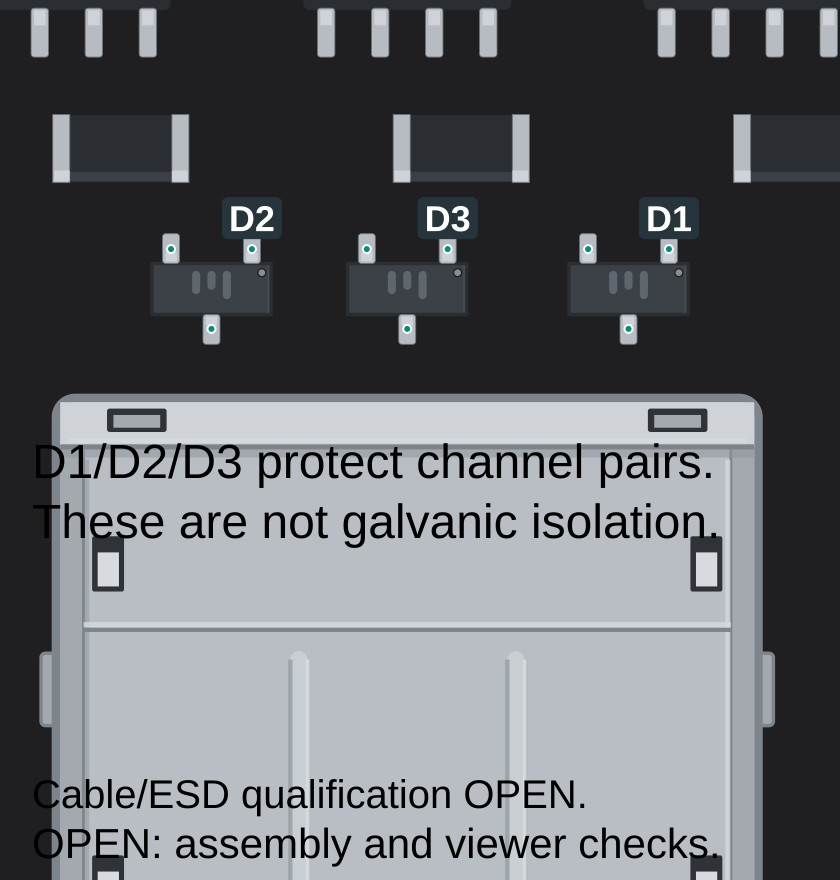 D2 D3 D1
D1/D2/D3 protect channel pairs.
These are not galvanic isolation.
Cable/ESD qualification OPEN.
OPEN: assembly and viewer checks.